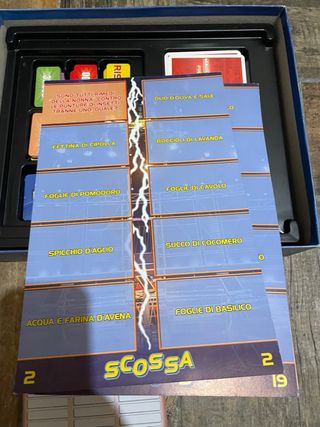 SONO TUTTI RIMEDI
DELLA NONNA CONTRO
LE PUNTURE DI INSETTI
TRANNE UNO: QUALE?
OLIO D'OLIVA E SALE
FETTINA DI CIPOLLA
BOCCIOLI DI LAVANDA
FOGLIE DI POMODORO
FOGLIE DI CAVOLO
SPICCHIO D'AGLIO
SUCCO DI COCOMERO
ACQUA E FARINA D'AVENA
FOGLIE DI BASILICO
SCOSSA
2
2
19